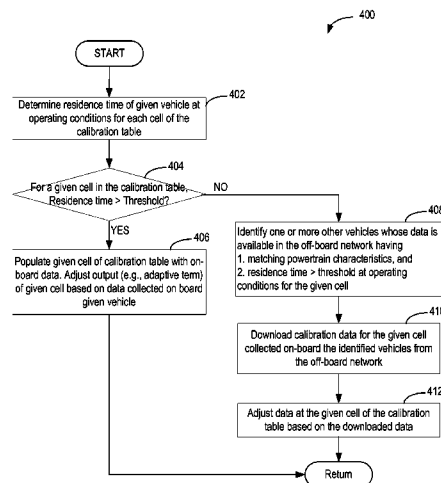 400
START
402
Determine residence time of given vehicle at
operating conditions for each cell of the
calibration table
404
For a given cell in the calibration table,
Residence time > Threshold?
NO
YES
406
Populate given cell of calibration table with on-
board data. Adjust output (e.g., adaptive term)
of given cell based on data collected on board
given vehicle
408
Identify one or more other vehicles whose data is
available in the off-board network having
1. matching powertrain characteristics, and
2. residence time > threshold at operating
conditions for the given cell
410
Download calibration data for the given cell
collected on-board the identified vehicles from
the off-board network
412
Adjust data at the given cell of the calibration
table based on the downloaded data
Return